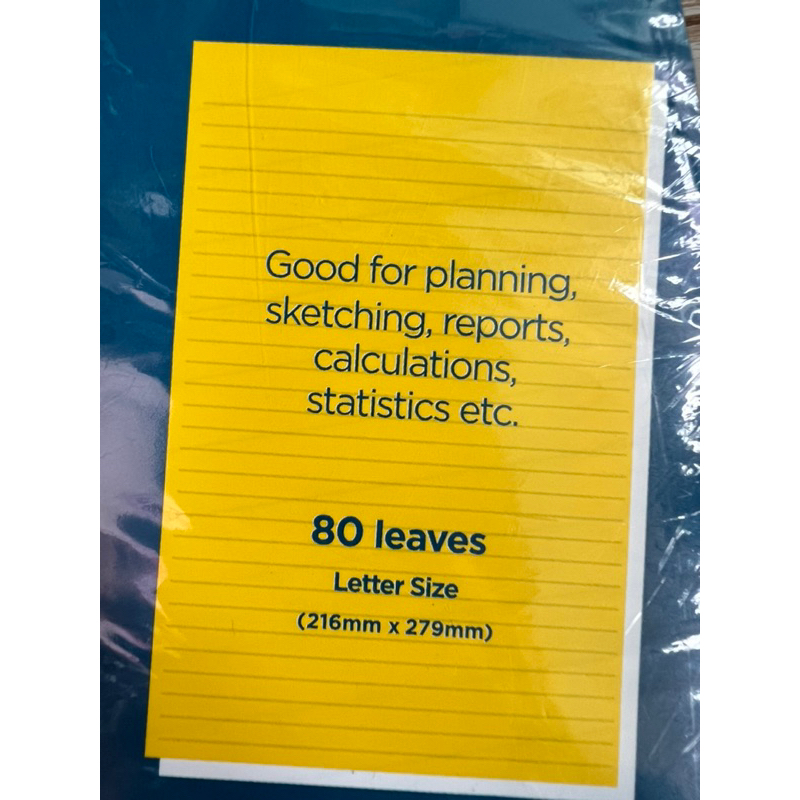 Good for planning,
sketching, reports,
calculations,
statistics etc.
80 leaves
Letter Size
(216mm x 279mm)